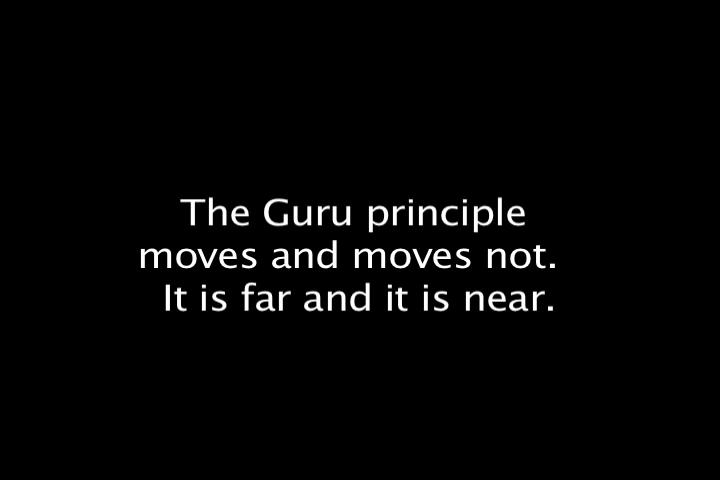 The Guru principle
moves and moves not.
It is far and it is near.